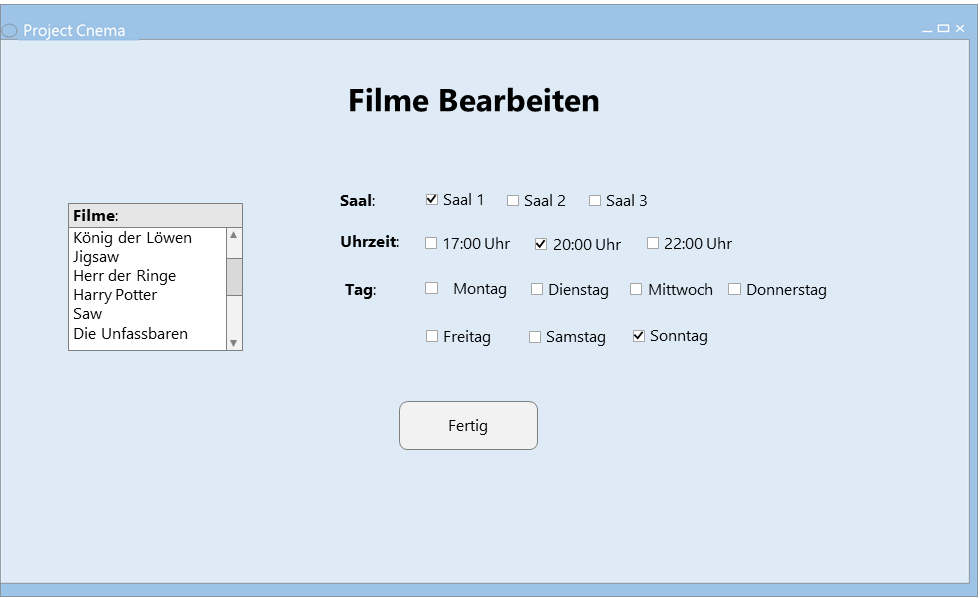 Project Cnema
Filme Bearbeiten
Filme:
König der Löwen
Jigsaw
Herr der Ringe
Harry Potter
Saw
Die Unfassbaren
Saal: Saal 1 Saal 2 Saal 3
Uhrzeit: 17:00 Uhr 20:00 Uhr 22:00 Uhr
Tag: Montag Dienstag Mittwoch Donnerstag
Freitag Samstag Sonntag
Fertig